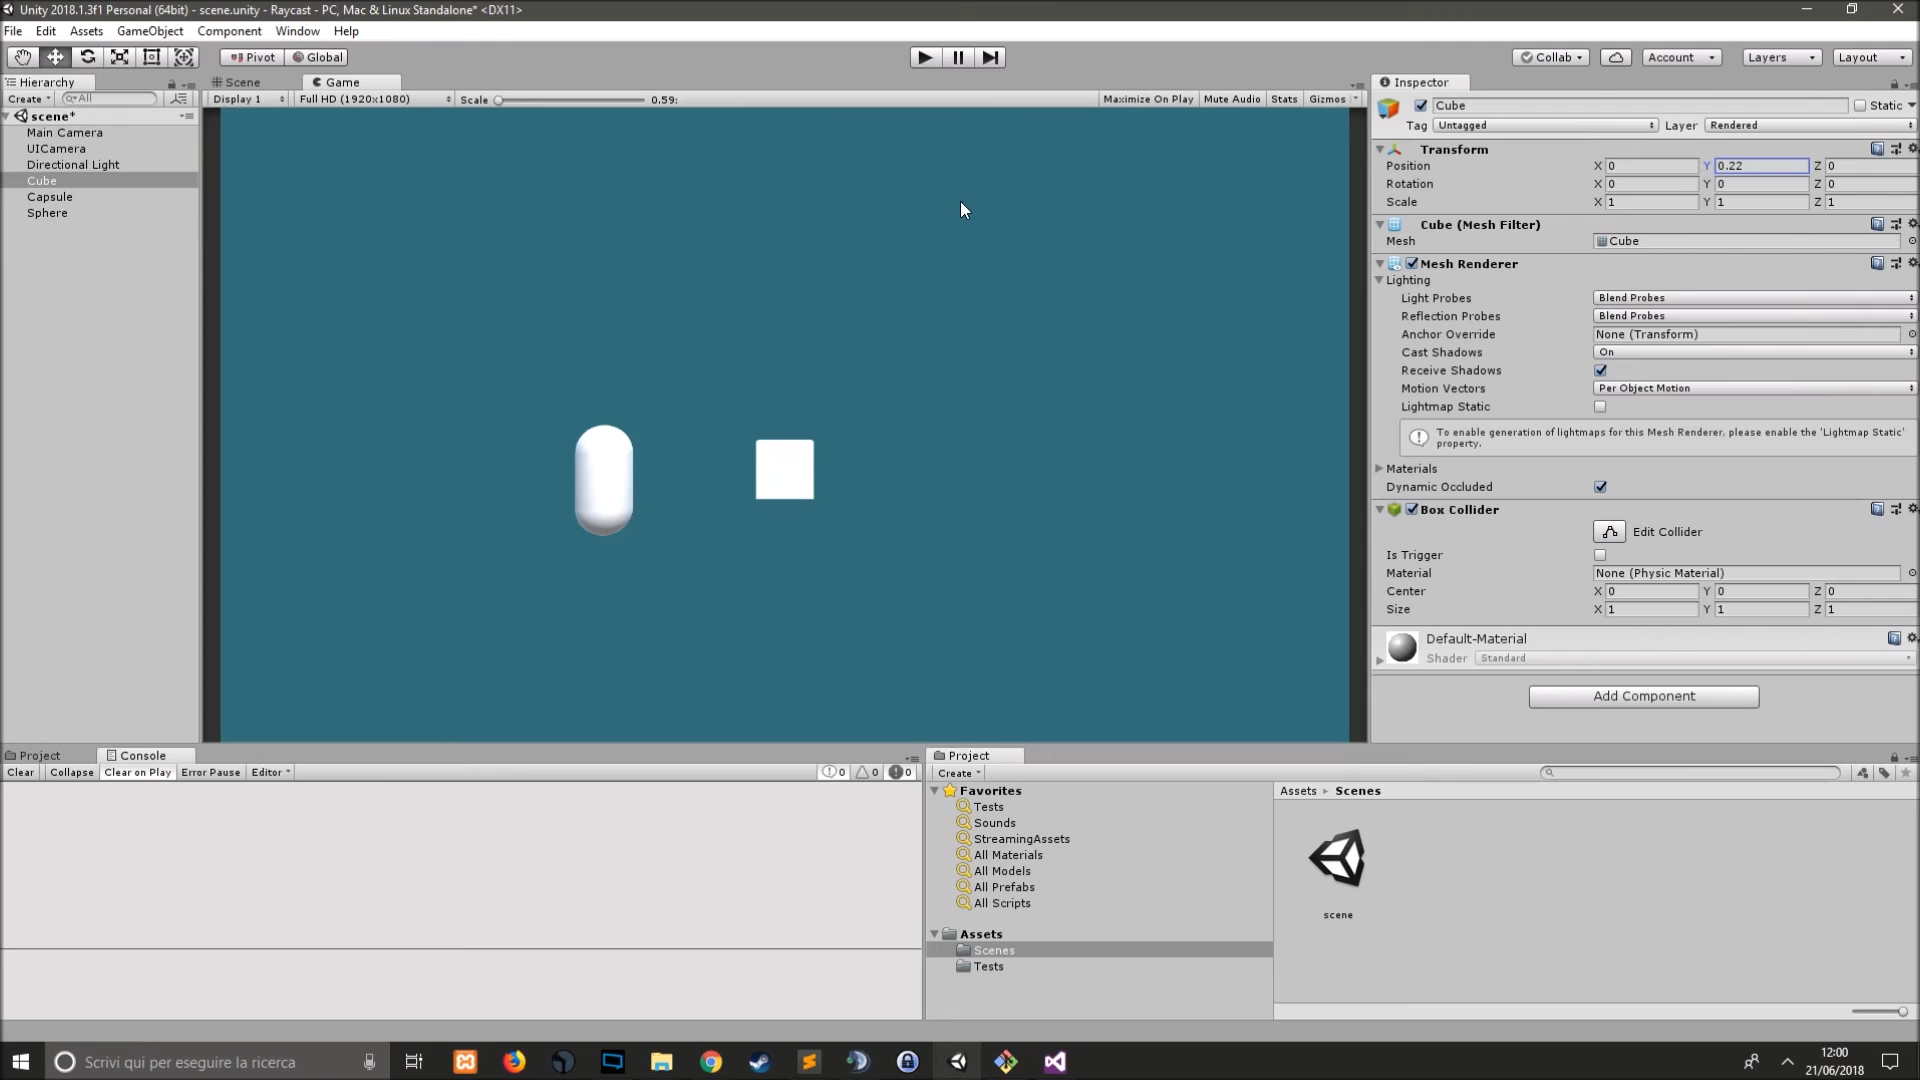 Unity 2018.1.3f1 Personal (64bit) - scene.unity - Raycast - PC, Mac & Linux Standalone* <DX11>
File Edit Assets GameObject Component Window Help
Pivot Global Collab Account Layers Layout
Hierarchy Scene Game Inspector
Create All Display 1 Full HD (1920x1080) Scale 0.59: Maximize On Play Mute Audio Stats Gizmos
scene*
Main Camera
UICamera
Directional Light
Cube
Capsule
Sphere
Cube Static
Tag Untagged Layer Rendered
Transform
Position X 0 Y 0.22 Z 0
Rotation X 0 Y 0 Z 0
Scale X 1 Y 1 Z 1
Cube (Mesh Filter)
Mesh Cube
Mesh Renderer
Lighting
Light Probes Blend Probes
Reflection Probes Blend Probes
Anchor Override None (Transform)
Cast Shadows On
Receive Shadows
Motion Vectors Per Object Motion
Lightmap Static
To enable generation of lightmaps for this Mesh Renderer, please enable the 'Lightmap Static'
property.
Materials
Dynamic Occluded
Box Collider
Edit Collider
Is Trigger
Material None (Physic Material)
Center X 0 Y 0 Z 0
Size X 1 Y 1 Z 1
Default-Material
Shader Standard
Add Component
Project Console
Clear Collapse Clear on Play Error Pause Editor 0 0 0
Project
Create
Favorites
Tests
Sounds
StreamingAssets
All Materials
All Models
All Prefabs
All Scripts
Assets
Scenes
Tests
Assets Scenes
scene
Scrivi qui per eseguire la ricerca
12:00
21/06/2018